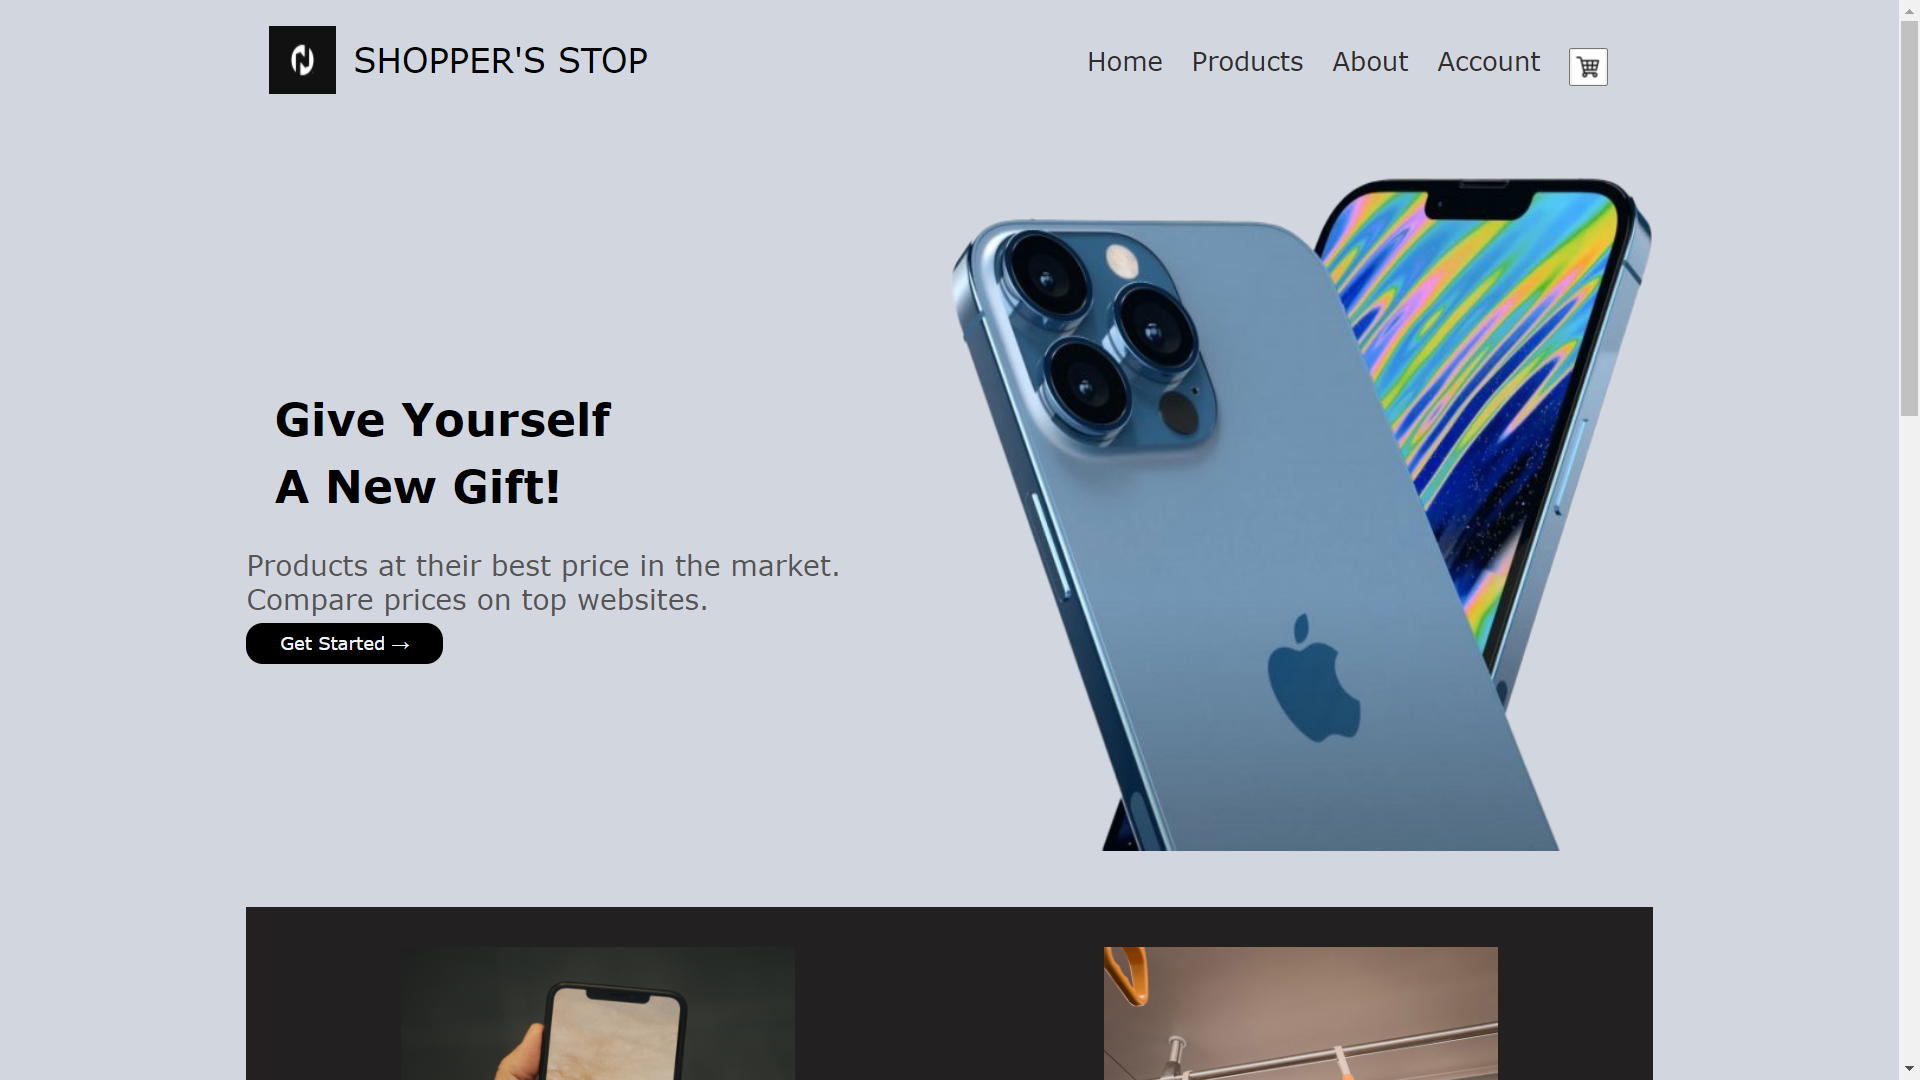 SHOPPER'S STOP
Home Products About Account
Give Yourself
A New Gift!
Products at their best price in the market.
Compare prices on top websites.
Get Started →